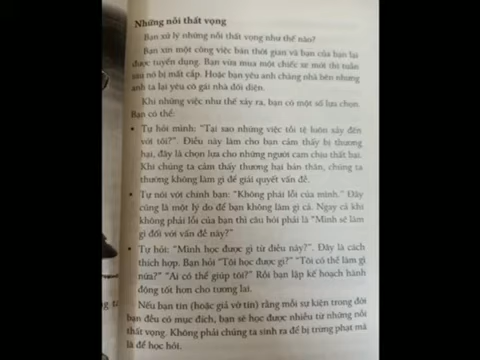 Những nỗi thất vọng
Bạn xử lý những nỗi thất vọng như thế nào?
Bạn xin một công việc bán thời gian và bạn của bạn lại
được tuyển dụng. Bạn vừa mua một chiếc xe mới thì tuần
sau nó bị mất cắp. Hoặc bạn yêu anh chàng nhà bên nhưng
anh ta lại yêu cô gái nhà đối diện.
Khi những việc như thế xảy ra, bạn có một số lựa chọn.
Bạn có thể:
• Tự hỏi mình: “Tại sao những việc tồi tệ luôn xảy đến
với tôi?”. Điều này làm cho bạn cảm thấy bị thương
hại, đây là chọn lựa cho những người cam chịu thất bại.
Khi chúng ta cảm thấy thương hại bản thân, chúng ta
thường không làm gì để giải quyết vấn đề.
• Tự nói với chính bạn: “Không phải lỗi của mình.” Đây
cũng là một lý do để bạn không làm gì cả. Ngay cả khi
không phải lỗi của bạn thì câu hỏi phải là “Mình sẽ làm
gì đối với vấn đề này?”
• Tự hỏi: “Mình học được gì từ điều này?”. Đây là cách
thích hợp. Bạn hỏi “Tôi học được gì?” “Tôi có thể làm gì
nữa?” “Ai có thể giúp tôi?” Rồi bạn lập kế hoạch hành
động tốt hơn cho tương lai.
Nếu bạn tin (hoặc giả vờ tin) rằng mỗi sự kiện trong đời
bạn đều có mục đích, bạn sẽ học được nhiều từ những nỗi
thất vọng. Không phải chúng ta sinh ra để bị trừng phạt mà
là để học hỏi.